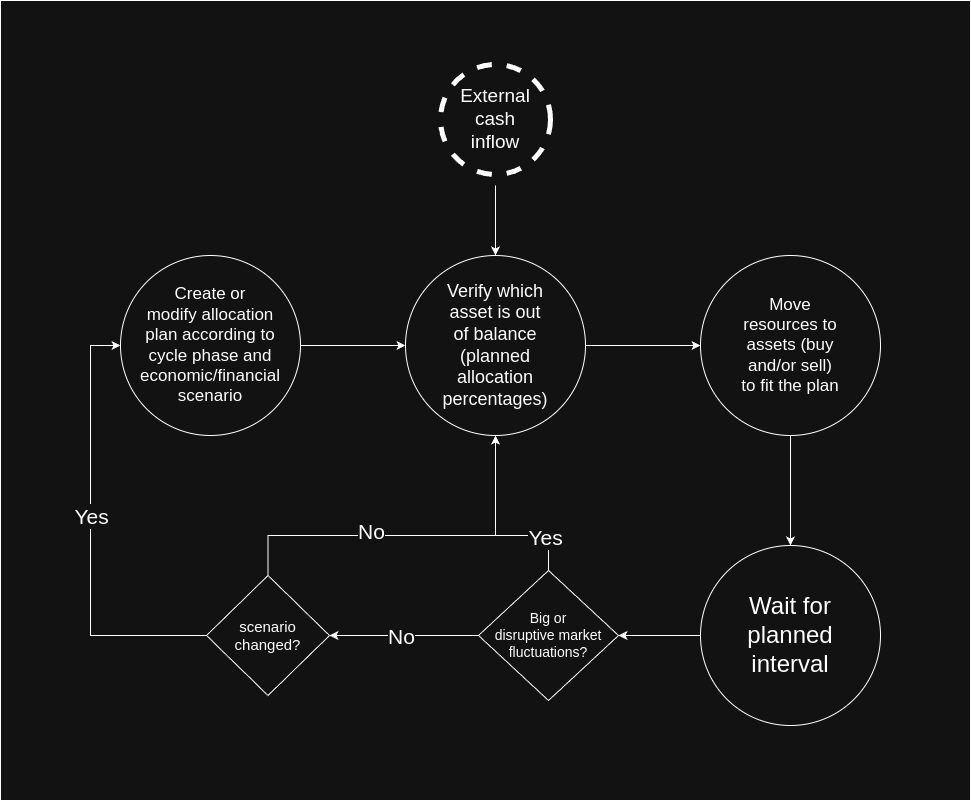 External
cash
inflow
Create or
modify allocation
plan according to
cycle phase and
economic/financial
scenario
Verify which
asset is out
of balance
(planned
allocation
percentages)
Move
resources to
assets (buy
and/or sell)
to fit the plan
Yes
No
Yes
scenario
changed?
No
Big or
disruptive market
fluctuations?
Wait for
planned
interval